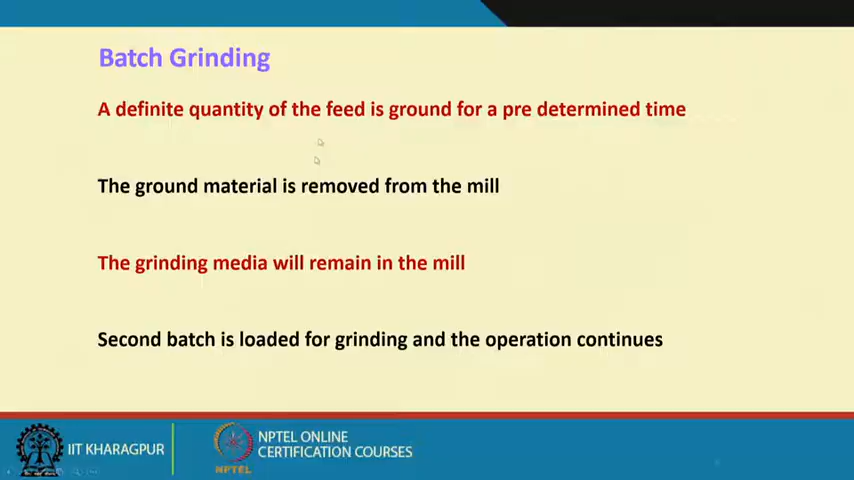 Batch Grinding
A definite quantity of the feed is ground for a pre determined time
The ground material is removed from the mill
The grinding media will remain in the mill
Second batch is loaded for grinding and the operation continues
IIT KHARAGPUR
NPTEL
NPTEL ONLINE
CERTIFICATION COURSES